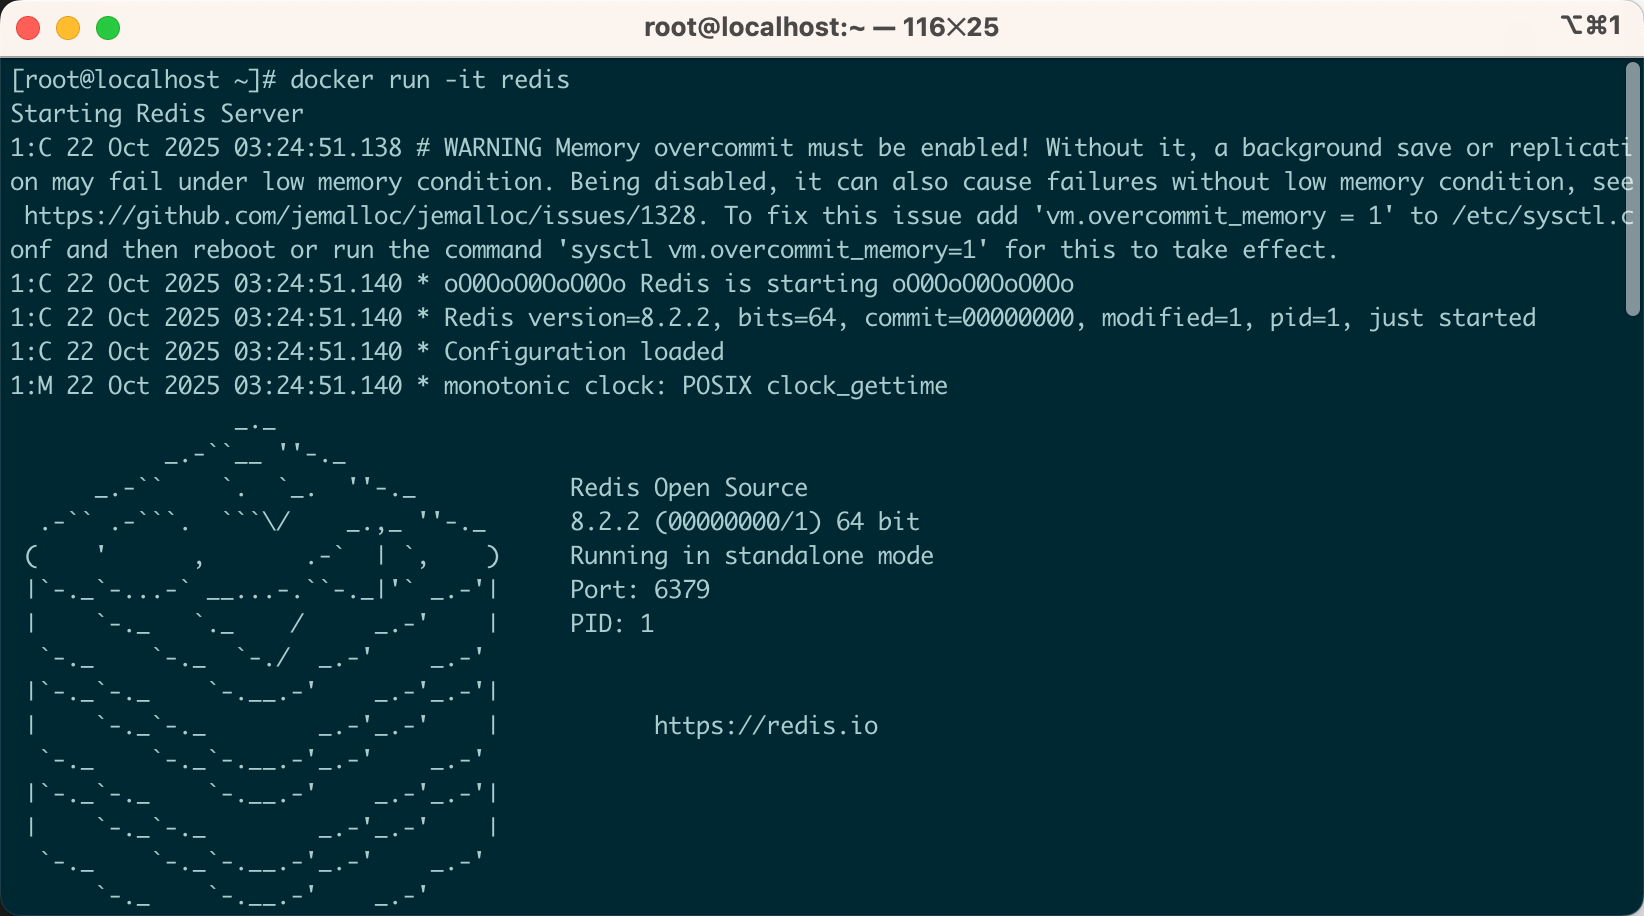 root@localhost:~ — 116✕25
⌥⌘1
[root@localhost ~]# docker run -it redis
Starting Redis Server
1:C 22 Oct 2025 03:24:51.138 # WARNING Memory overcommit must be enabled! Without it, a background save or replicati
on may fail under low memory condition. Being disabled, it can also cause failures without low memory condition, see
 https://github.com/jemalloc/jemalloc/issues/1328. To fix this issue add 'vm.overcommit_memory = 1' to /etc/sysctl.c
onf and then reboot or run the command 'sysctl vm.overcommit_memory=1' for this to take effect.
1:C 22 Oct 2025 03:24:51.140 * oO0OoO0OoO0Oo Redis is starting oO0OoO0OoO0Oo
1:C 22 Oct 2025 03:24:51.140 * Redis version=8.2.2, bits=64, commit=00000000, modified=1, pid=1, just started
1:C 22 Oct 2025 03:24:51.140 * Configuration loaded
1:M 22 Oct 2025 03:24:51.140 * monotonic clock: POSIX clock_gettime
Redis Open Source
8.2.2 (00000000/1) 64 bit
Running in standalone mode
Port: 6379
PID: 1
https://redis.io